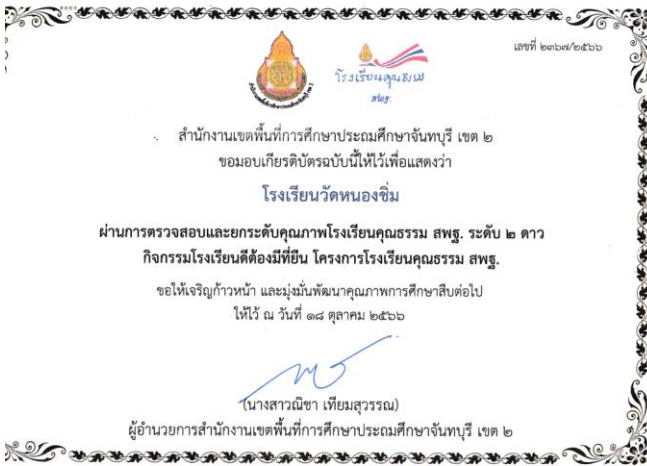 เลขที่ ๒๓๖๗/๒๕๖๖
โรงเรียนคุณธรรม
สพฐ.
สำนักงานเขตพื้นที่การศึกษาประถมศึกษาจันทบุรี เขต ๒
ขอมอบเกียรติบัตรฉบับนี้ให้ไว้เพื่อแสดงว่า
โรงเรียนวัดหนองชิ่ม
ผ่านการตรวจสอบและยกระดับคุณภาพโรงเรียนคุณธรรม สพฐ. ระดับ ๒ ดาว
กิจกรรมโรงเรียนดีต้องมีที่ยืน โครงการโรงเรียนคุณธรรม สพฐ.
ขอให้เจริญก้าวหน้า และมุ่งมั่นพัฒนาคุณภาพการศึกษาสืบต่อไป
ให้ไว้ ณ วันที่ ๑๘ ตุลาคม ๒๕๖๖
(นางสาวณิชา เทียมสุวรรณ)
ผู้อำนวยการสำนักงานเขตพื้นที่การศึกษาประถมศึกษาจันทบุรี เขต ๒